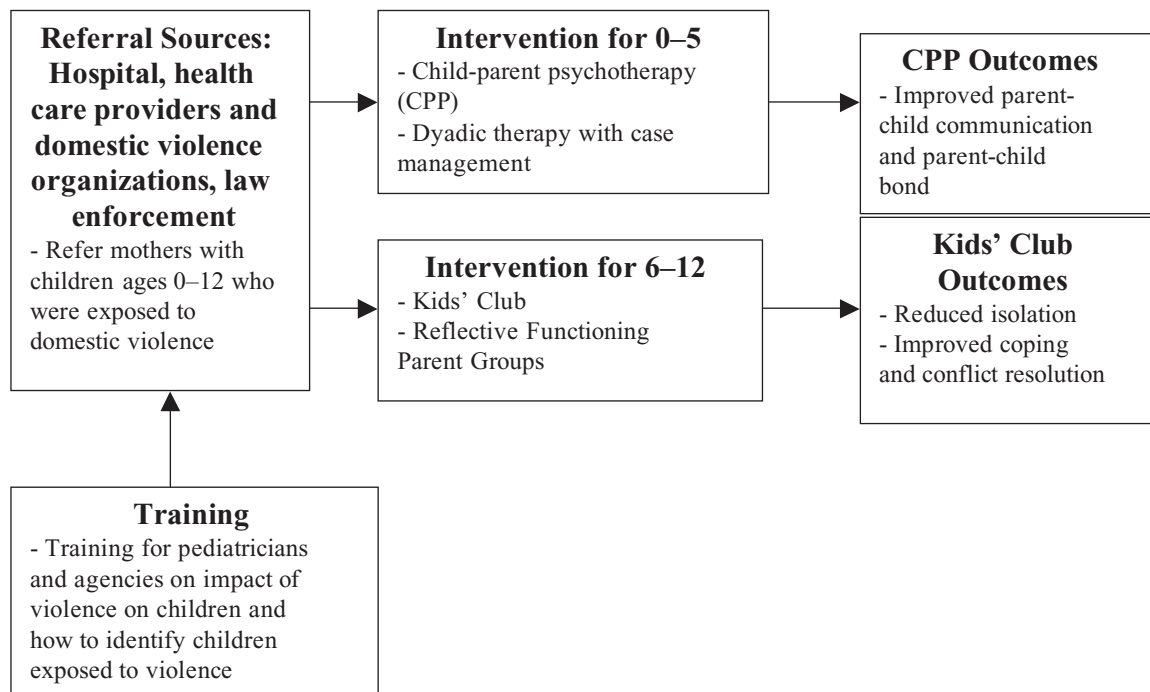 Referral Sources:
Hospital, health
care providers and
domestic violence
organizations, law
enforcement
- Refer mothers with
children ages 0–12 who
were exposed to
domestic violence
Intervention for 0–5
- Child-parent psychotherapy
(CPP)
- Dyadic therapy with case
management
CPP Outcomes
- Improved parent-
child communication
and parent-child
bond
Intervention for 6–12
- Kids’ Club
- Reflective Functioning
Parent Groups
Kids’ Club
Outcomes
- Reduced isolation
- Improved coping
and conflict resolution
Training
- Training for pediatricians
and agencies on impact of
violence on children and
how to identify children
exposed to violence